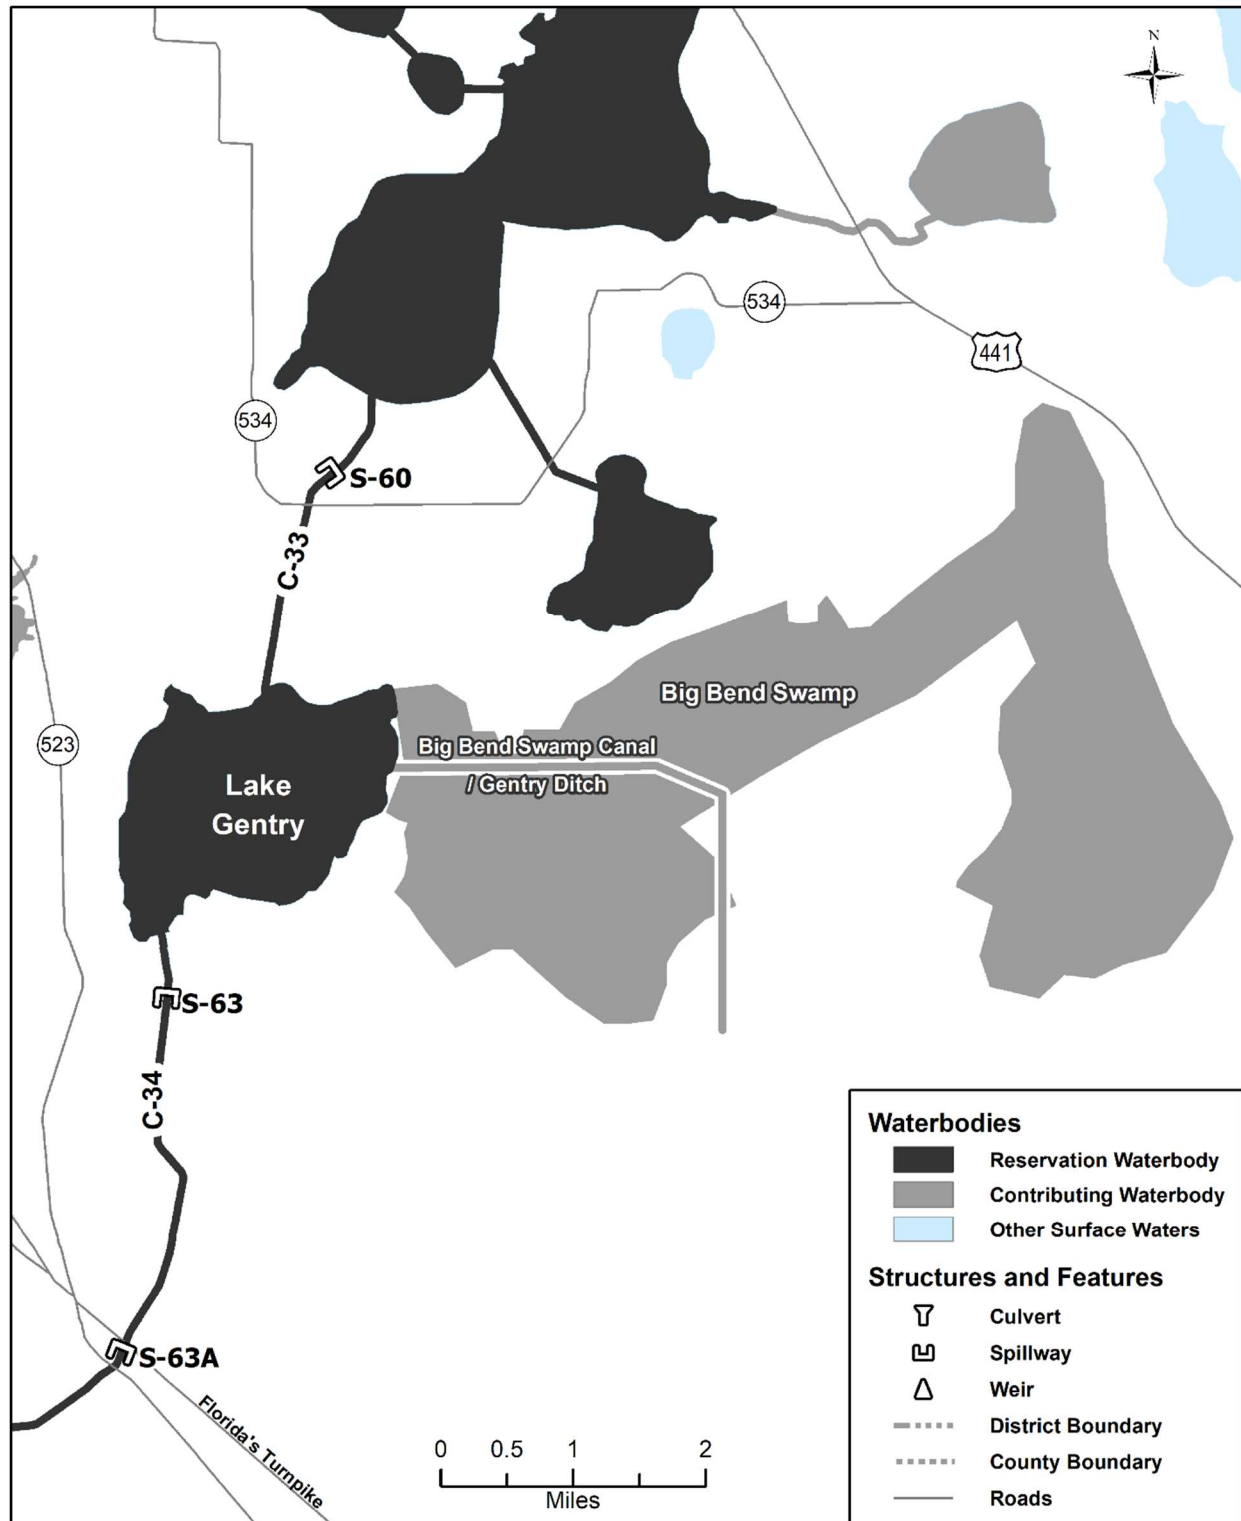 N
534
441
534
S-60
C-33
Big Bend Swamp
523
Big Bend Swamp Canal
/ Gentry Ditch
Lake
Gentry
S-63
C-34
S-63A
Florida's Turnpike
0 0.5 1 2
Miles
Waterbodies
Reservation Waterbody
Contributing Waterbody
Other Surface Waters
Structures and Features
Culvert
Spillway
Weir
District Boundary
County Boundary
Roads